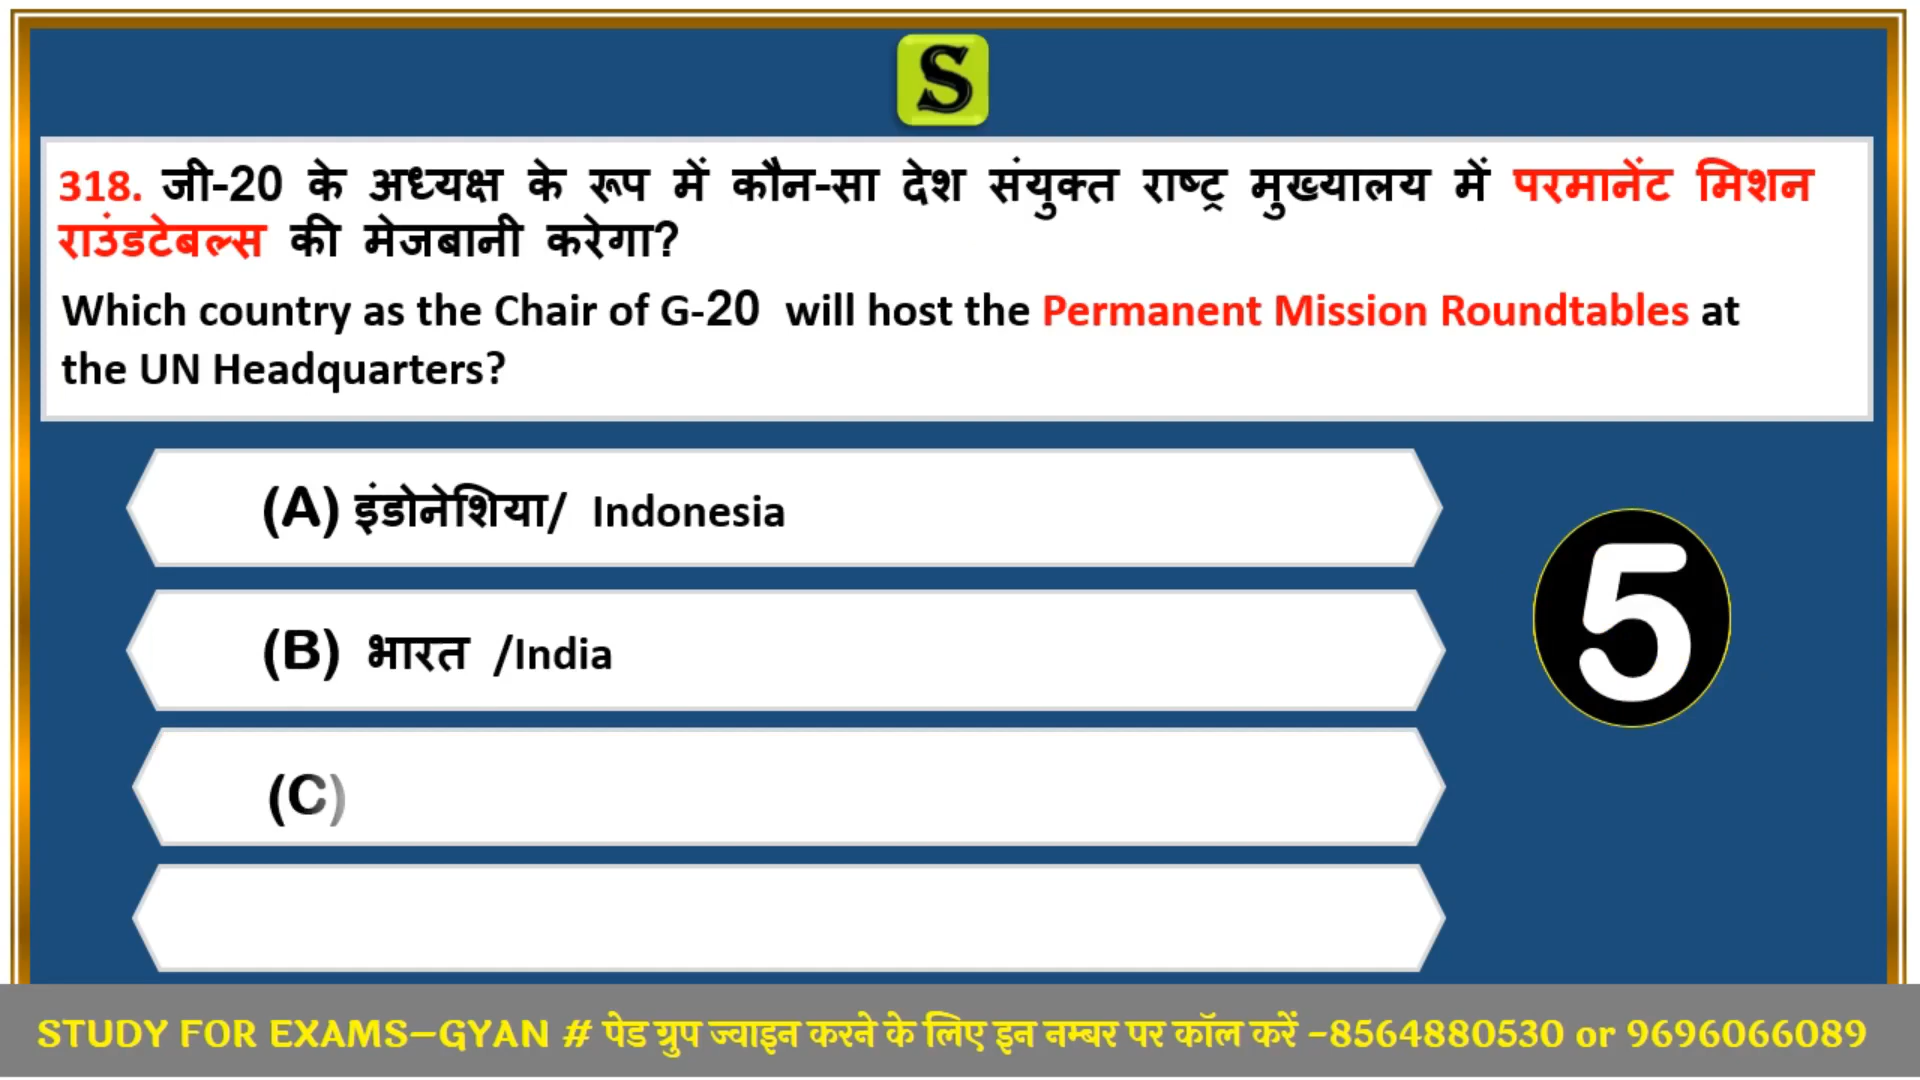 S
318. जी-20 के अध्यक्ष के रूप में कौन-सा देश संयुक्त राष्ट्र मुख्यालय में परमानेंट मिशन
राउंडटेबल्स की मेजबानी करेगा?
Which country as the Chair of G-20 will host the Permanent Mission Roundtables at
the UN Headquarters?
(A) इंडोनेशिया/ Indonesia
(B) भारत /India
5
(C)
STUDY FOR EXAMS–GYAN # पेड ग्रुप ज्वाइन करने के लिए इन नम्बर पर कॉल करें -8564880530 or 9696066089